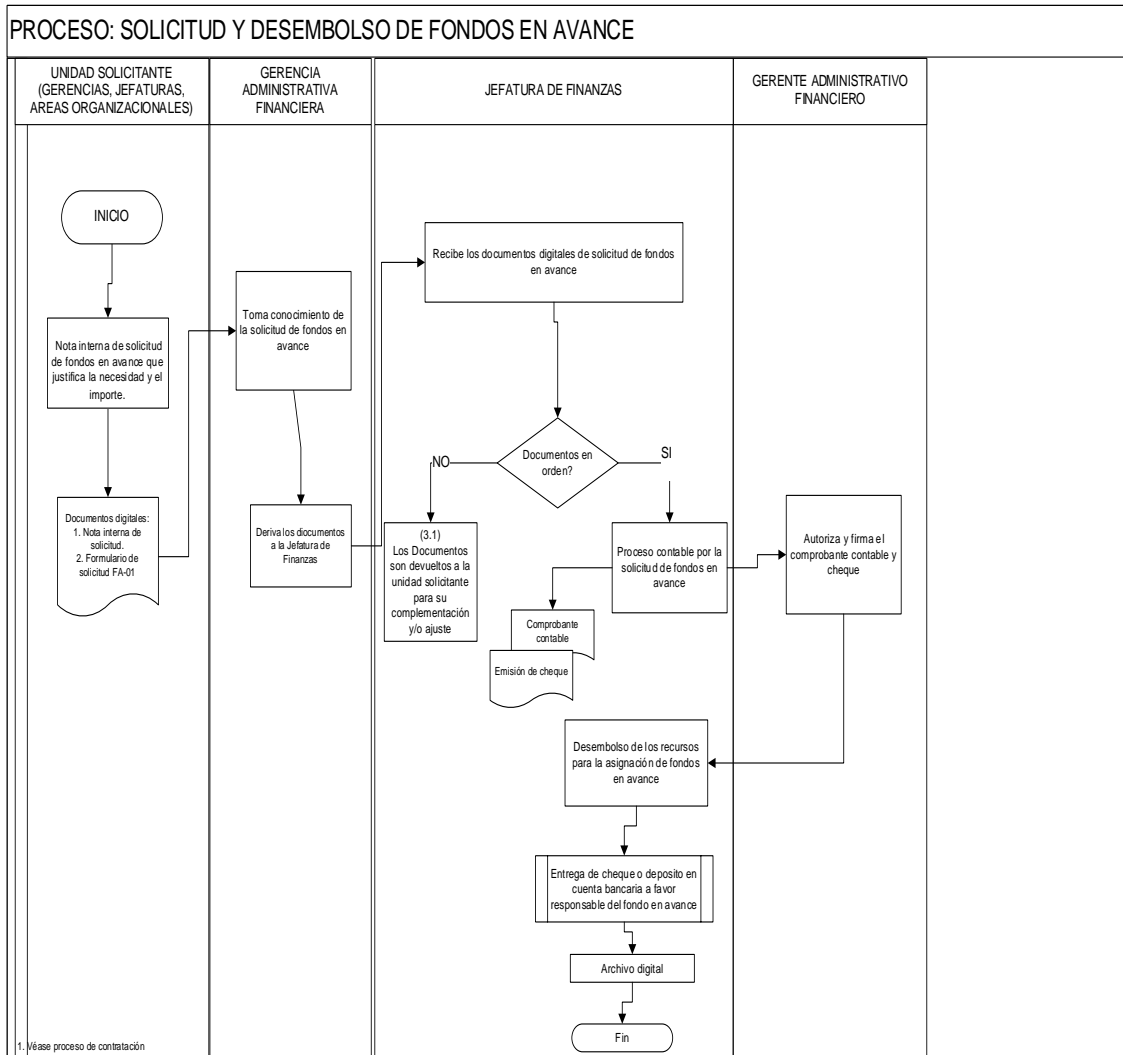 PROCESO: SOLICITUD Y DESEMBOLSO DE FONDOS EN AVANCE
UNIDAD SOLICITANTE
(GERENCIAS, JEFATURAS,
AREAS ORGANIZACIONALES)
GERENCIA
ADMINISTRATIVA
FINANCIERA
JEFATURA DE FINANZAS
GERENTE ADMINISTRATIVO
FINANCIERO
INICIO
Nota interna de solicitud
de fondos en avance que
justifica la necesidad y el
importe.
Documentos digitales:
1. Nota interna de
solicitud.
2. Formulario de
solicitud FA-01
Toma conocimiento de
la solicitud de fondos en
avance
Deriva los diocumentos
a la Jefatura de
Finanzas
Recibe los documentos digitales de solicitud de fondos
en avance
Documentos en
orden?
NO
SI
(3.1)
Los Documentos
son devueltos a la
unidad solicitante
para su
complementación
y/o ajuste
Proceso contable por la
solicitud de fondos en
avance
Comprobante
contable
Emisión de cheque
Autoriza y firma el
comprobante contable y
cheque
Desembolso de los recursos
para la asignación de fondos
en avance
Entrega de cheque o deposito en
cuenta bancaria a favor
responsable del fondo en avance
Archivo digital
Fin
1. Véase proceso de contratación